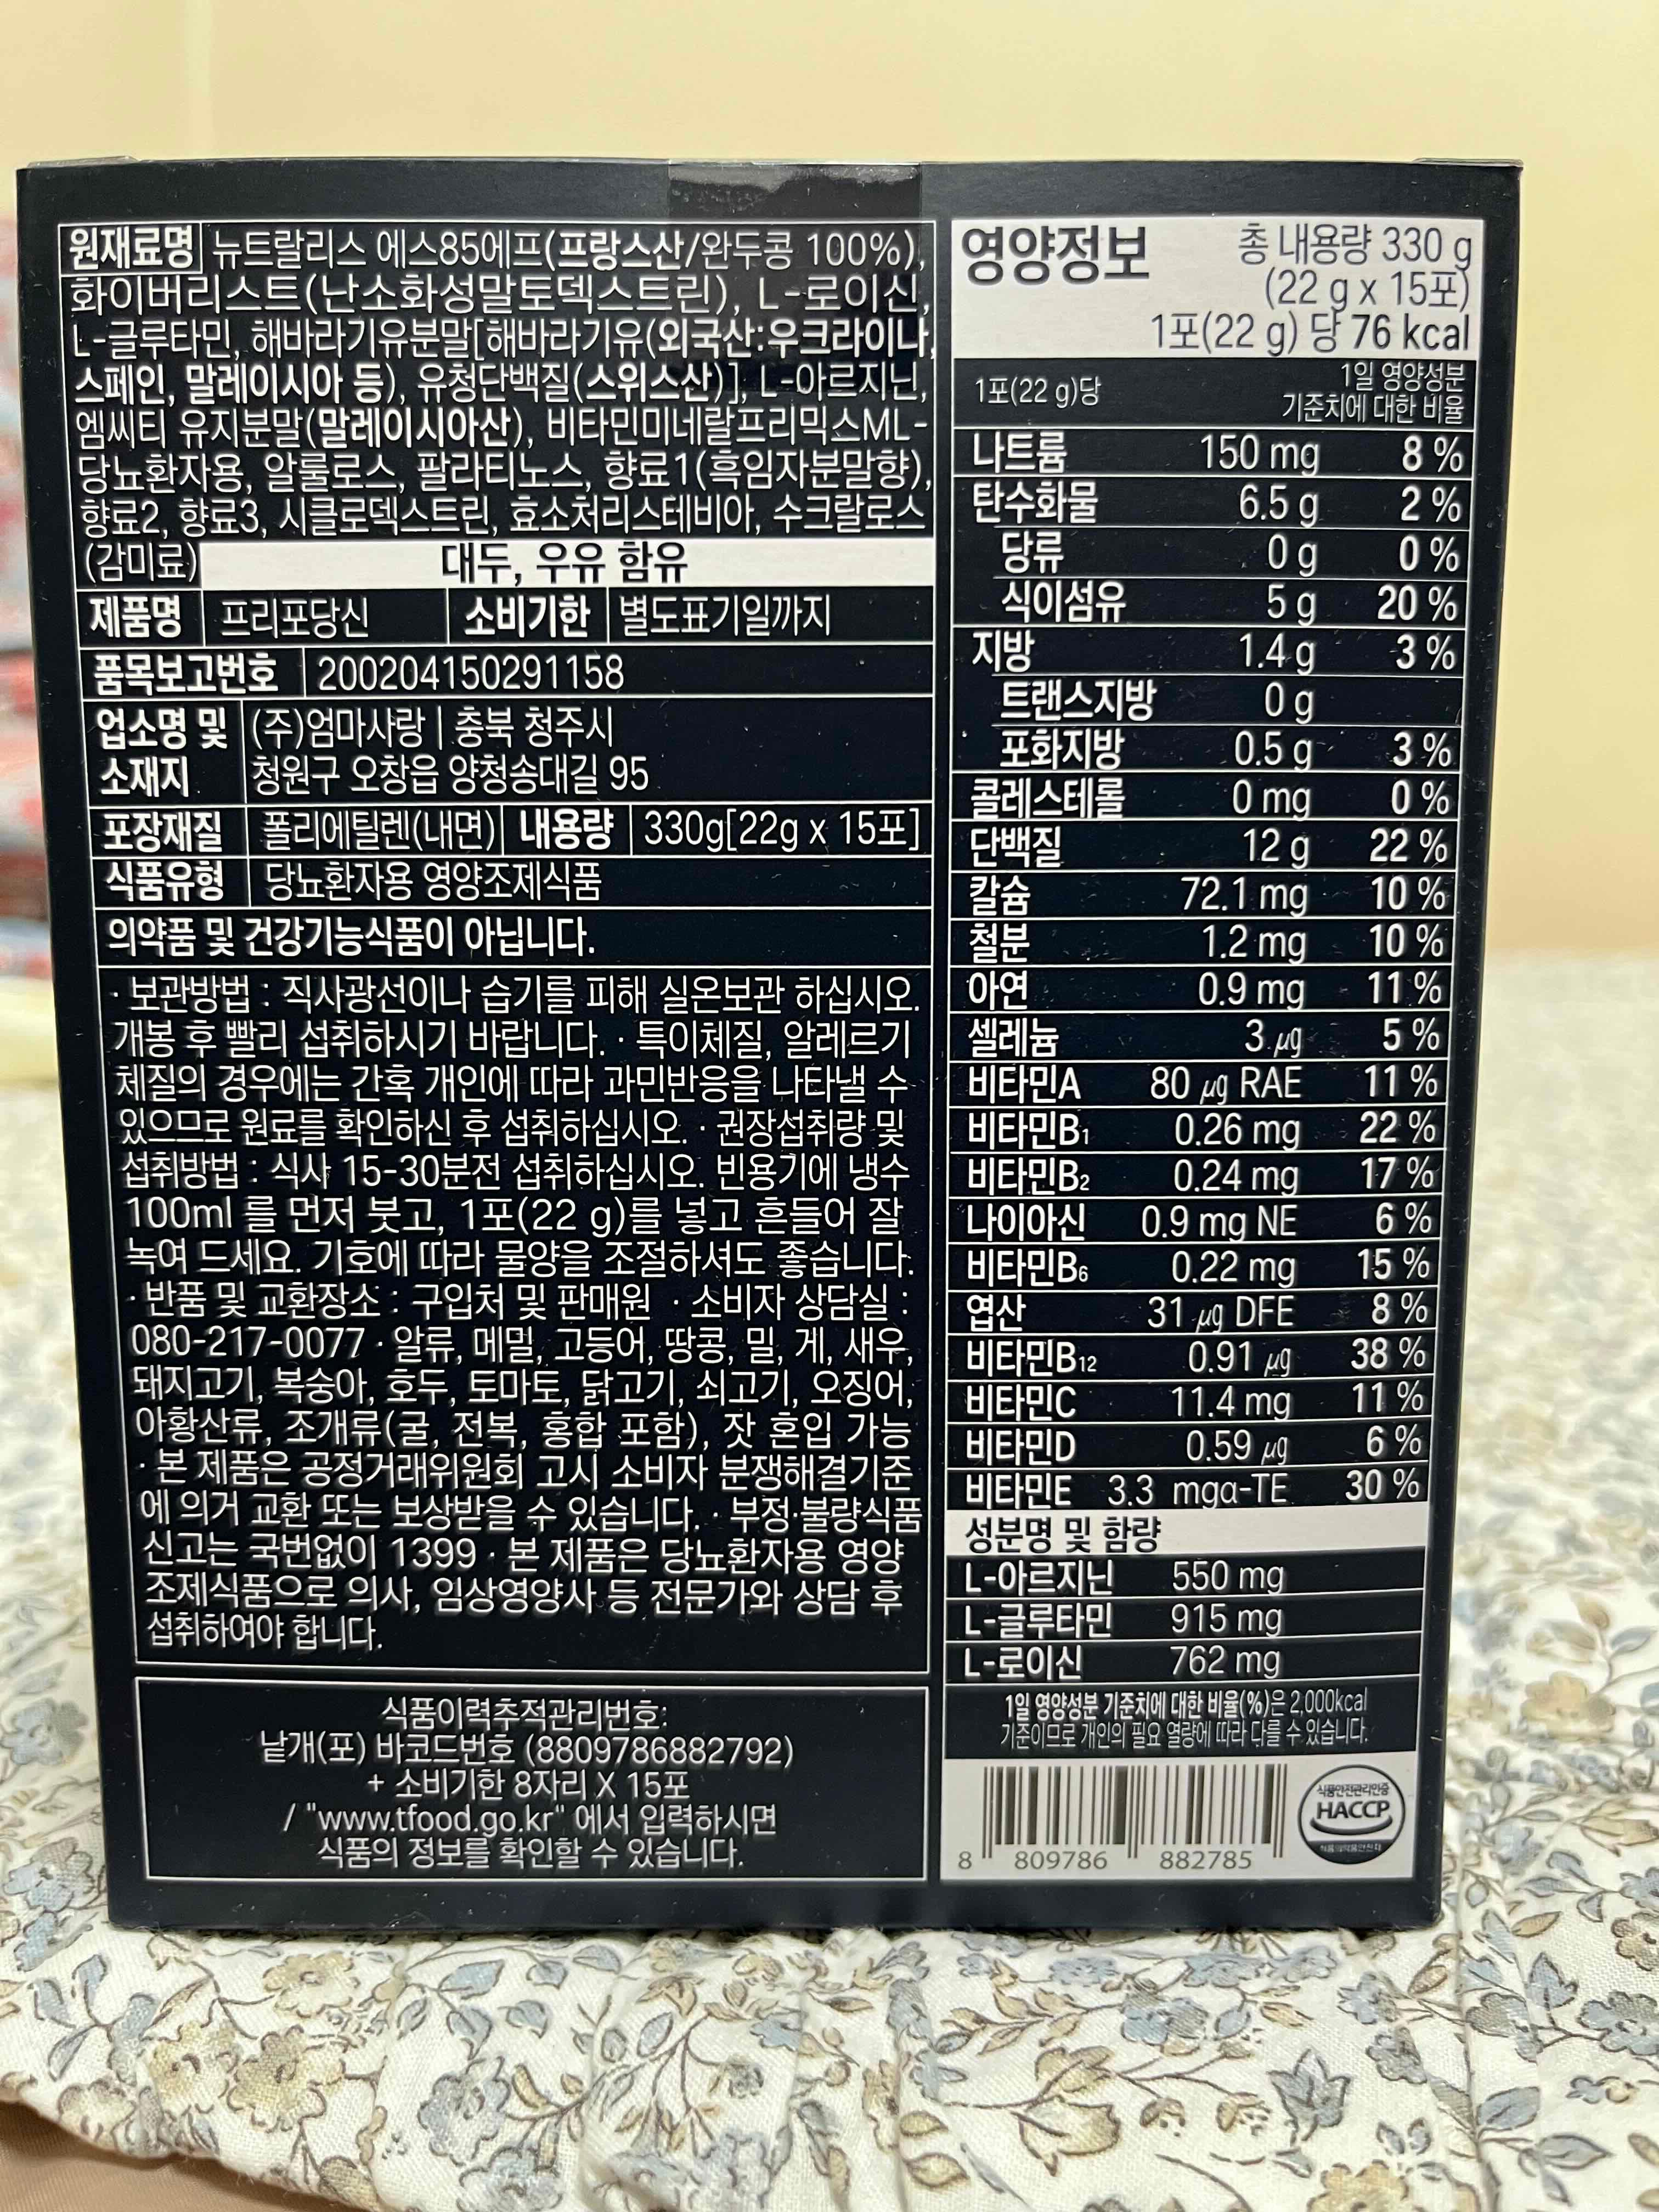 원재료명 뉴트랄리스 에스85에프(프랑스산/완두콩 100%),
화이버리스트(난소화성말토덱스트린), L-로이신,
L-글루타민, 해바라기유분말[해바라기유(외국산:우크라이나,
스페인, 말레이시아 등), 유청단백질(스위스산)], L-아르지닌,
엠씨티 유지분말(말레이시아산), 비타민미네랄프리믹스ML-
당뇨환자용, 알룰로스, 팔라티노스, 향료1(흑임자분말향),
향료2, 향료3, 시클로덱스트린, 효소처리스테비아, 수크랄로스
(감미료) 대두, 우유 함유
제품명 프리포당신 소비기한 별도표기일까지
품목보고번호 200204150291158
업소명 및 (주)엄마사랑 | 충북 청주시
소재지 청원구 오창읍 양청송대길 95
포장재질 폴리에틸렌(내면) 내용량 330g[22g x 15포]
식품유형 당뇨환자용 영양조제식품
의약품 및 건강기능식품이 아닙니다.
· 보관방법 : 직사광선이나 습기를 피해 실온보관 하십시오.
개봉 후 빨리 섭취하시기 바랍니다. · 특이체질, 알레르기
체질의 경우에는 간혹 개인에 따라 과민반응을 나타낼 수
있으므로 원료를 확인하신 후 섭취하십시오. · 권장섭취량 및
섭취방법 : 식사 15-30분전 섭취하십시오. 빈용기에 냉수
100ml 를 먼저 붓고, 1포(22 g)를 넣고 흔들어 잘
녹여 드세요. 기호에 따라 물양을 조절하셔도 좋습니다.
· 반품 및 교환장소 : 구입처 및 판매원 · 소비자 상담실 :
080-217-0077 · 알류, 메밀, 고등어, 땅콩, 밀, 게, 새우,
돼지고기, 복숭아, 호두, 토마토, 닭고기, 쇠고기, 오징어,
아황산류, 조개류(굴, 전복, 홍합 포함), 잣 혼입 가능
· 본 제품은 공정거래위원회 고시 소비자 분쟁해결기준
에 의거 교환 또는 보상받을 수 있습니다. · 부정·불량식품
신고는 국번없이 1399 · 본 제품은 당뇨환자용 영양
조제식품으로 의사, 임상영양사 등 전문가와 상담 후
섭취하여야 합니다.
식품이력추적관리번호:
낱개(포) 바코드번호 (8809786882792)
+ 소비기한 8자리 X 15포
/ "www.tfood.go.kr" 에서 입력하시면
식품의 정보를 확인할 수 있습니다.
영양정보 총 내용량 330 g
(22 g x 15포)
1포(22 g) 당 76 kcal
1포(22 g)당 1일 영양성분
기준치에 대한 비율
나트륨 150 mg 8 %
탄수화물 6.5 g 2 %
당류 0 g 0 %
식이섬유 5 g 20 %
지방 1.4 g 3 %
트랜스지방 0 g
포화지방 0.5 g 3 %
콜레스테롤 0 mg 0 %
단백질 12 g 22 %
칼슘 72.1 mg 10 %
철분 1.2 mg 10 %
아연 0.9 mg 11 %
셀레늄 3 μg 5 %
비타민A 80 μg RAE 11 %
비타민B1 0.26 mg 22 %
비타민B2 0.24 mg 17 %
나이아신 0.9 mg NE 6 %
비타민B6 0.22 mg 15 %
엽산 31 μg DFE 8 %
비타민B12 0.91 μg 38 %
비타민C 11.4 mg 11 %
비타민D 0.59 μg 6 %
비타민E 3.3 mgα-TE 30 %
성분명 및 함량
L-아르지닌 550 mg
L-글루타민 915 mg
L-로이신 762 mg
1일 영양성분 기준치에 대한 비율(%)은 2,000kcal
기준이므로 개인의 필요 열량에 따라 다를 수 있습니다.
8 809786 882785
식품안전관리인증
HACCP
식품의약품안전처